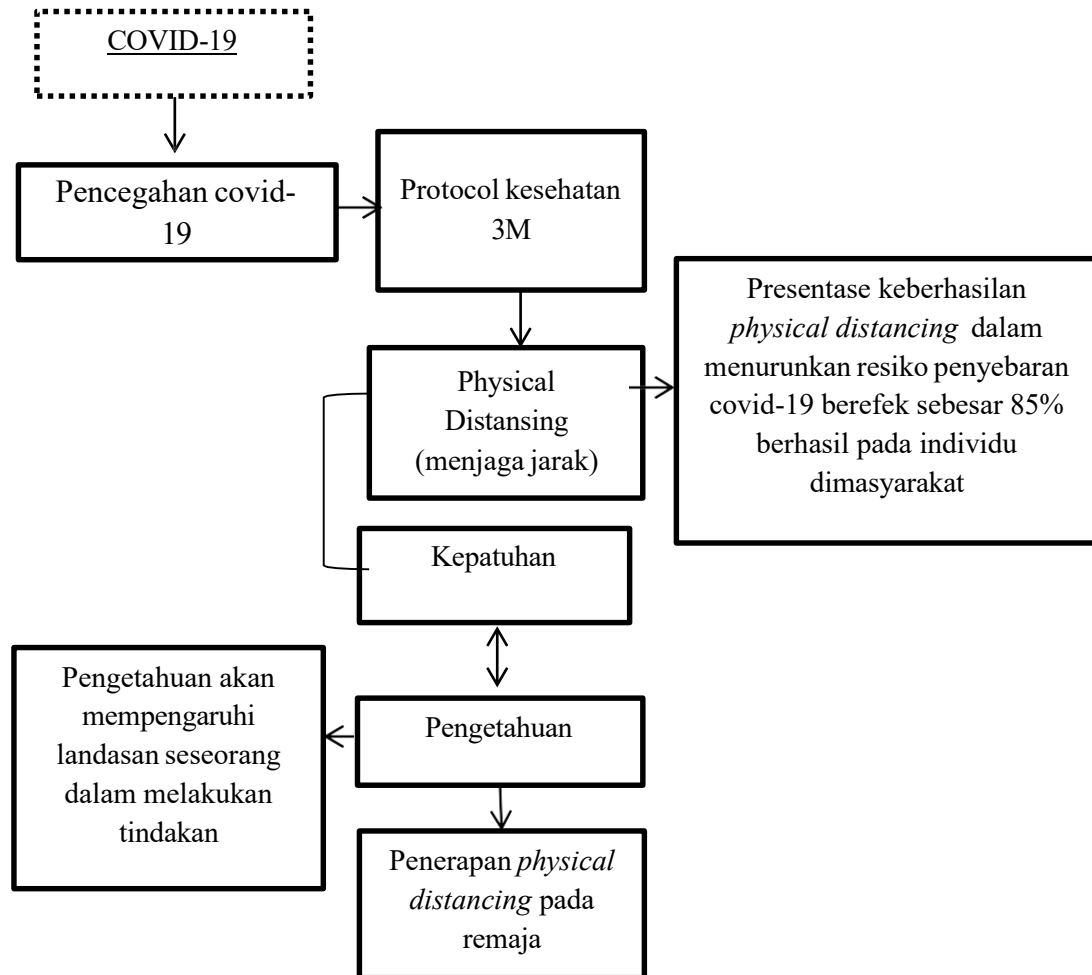 COVID-19
Pencegahan covid-
19
Protocol kesehatan
3M
Presentase keberhasilan
physical distancing dalam
menurunkan resiko penyebaran
covid-19 berefek sebesar 85%
berhasil pada individu
dimasyarakat
Physical
Distansing
(menjaga jarak)
Kepatuhan
Pengetahuan akan
mempengaruhi
landasan seseorang
dalam melakukan
tindakan
Pengetahuan
Penerapan physical
distancing pada
remaja